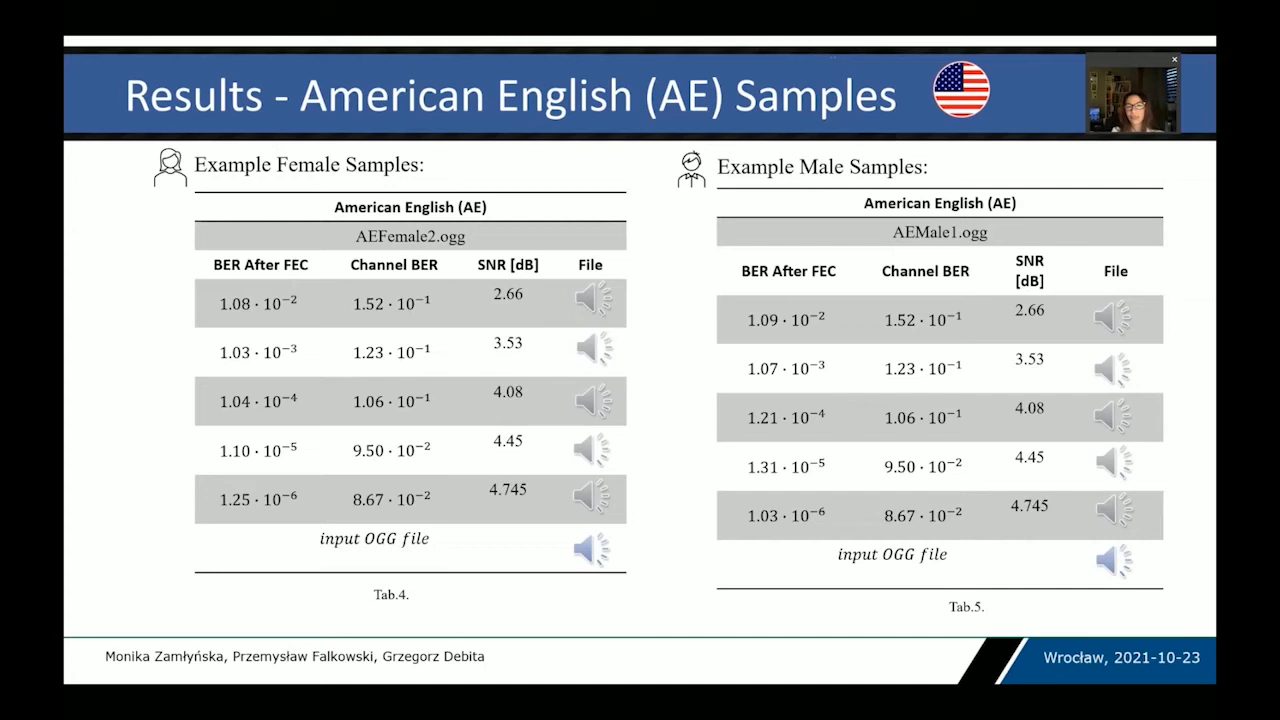 Results - American English (AE) Samples
Example Female Samples:
American English (AE)
AEFemale2.ogg
BER After FEC Channel BER SNR [dB] File
1.08 · 10⁻² 1.52 · 10⁻¹ 2.66
1.03 · 10⁻³ 1.23 · 10⁻¹ 3.53
1.04 · 10⁻⁴ 1.06 · 10⁻¹ 4.08
1.10 · 10⁻⁵ 9.50 · 10⁻² 4.45
1.25 · 10⁻⁶ 8.67 · 10⁻² 4.745
input OGG file
Tab.4.
Example Male Samples:
American English (AE)
AEMale1.ogg
BER After FEC Channel BER SNR [dB] File
1.09 · 10⁻² 1.52 · 10⁻¹ 2.66
1.07 · 10⁻³ 1.23 · 10⁻¹ 3.53
1.21 · 10⁻⁴ 1.06 · 10⁻¹ 4.08
1.31 · 10⁻⁵ 9.50 · 10⁻² 4.45
1.03 · 10⁻⁶ 8.67 · 10⁻² 4.745
input OGG file
Tab.5.
Monika Zamłyńska, Przemysław Falkowski, Grzegorz Debita
Wrocław, 2021-10-23